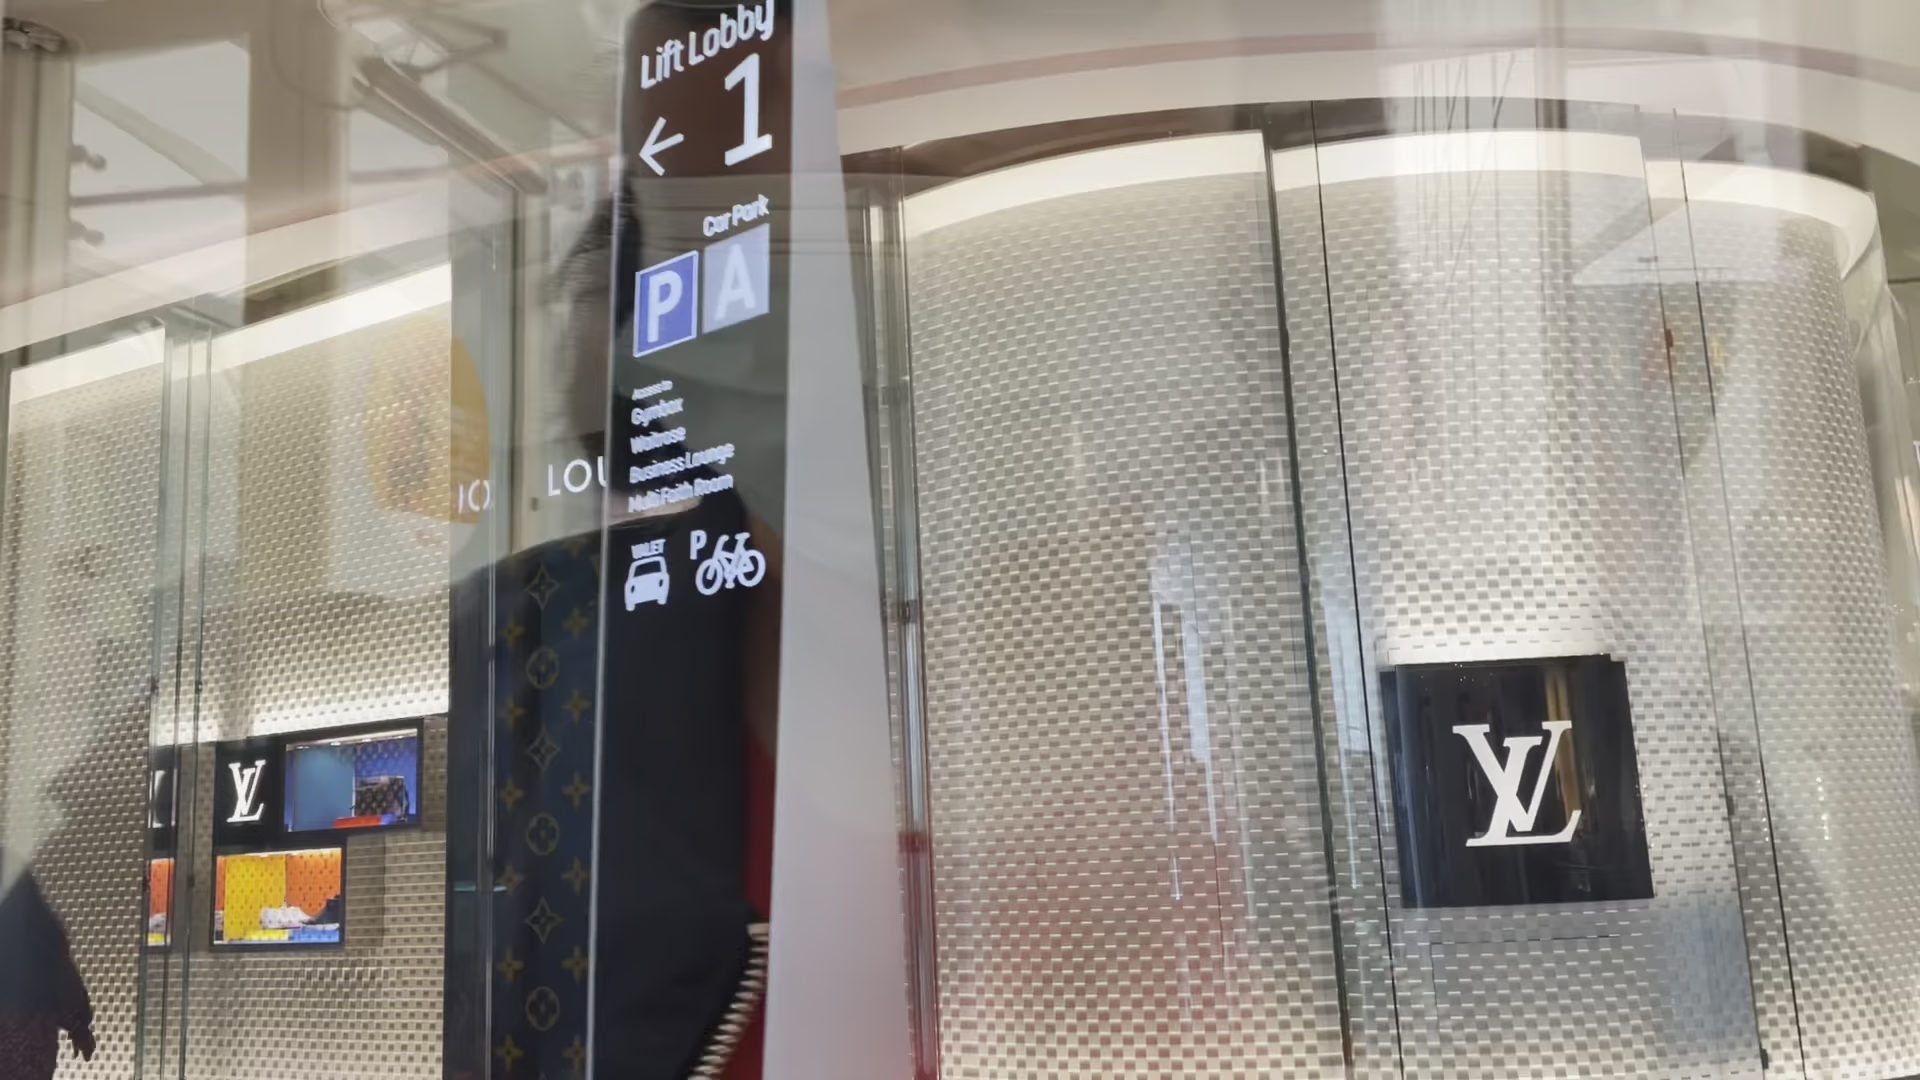 Lift Lobby
← 1
Car Park
P A
Access to
Gymbox
Waitrose
Business Lounge
Multi Faith Room
VALET
P
LOU
LV
LV